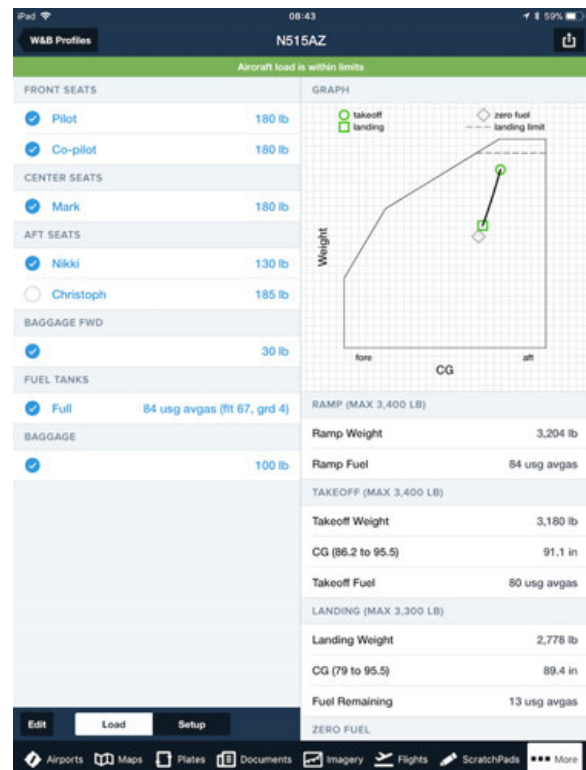 iPad 08:43 59%
W&B Profiles N515AZ
Aircraft load is within limits
FRONT SEATS
Pilot 180 lb
Co-pilot 180 lb
CENTER SEATS
Mark 180 lb
AFT SEATS
Nikki 130 lb
Christoph 185 lb
BAGGAGE FWD
30 lb
FUEL TANKS
Full 84 usg avgas (flt 67, grd 4)
BAGGAGE
100 lb
Edit Load Setup
GRAPH
takeoff zero fuel
landing landing limit
Weight
fore aft
CG
RAMP (MAX 3,400 LB)
Ramp Weight 3,204 lb
Ramp Fuel 84 usg avgas
TAKEOFF (MAX 3,400 LB)
Takeoff Weight 3,180 lb
CG (86.2 to 95.5) 91.1 in
Takeoff Fuel 80 usg avgas
LANDING (MAX 3,300 LB)
Landing Weight 2,778 lb
CG (79 to 95.5) 89.4 in
Fuel Remaining 13 usg avgas
ZERO FUEL
Airports Maps Plates Documents Imagery Flights ScratchPads More